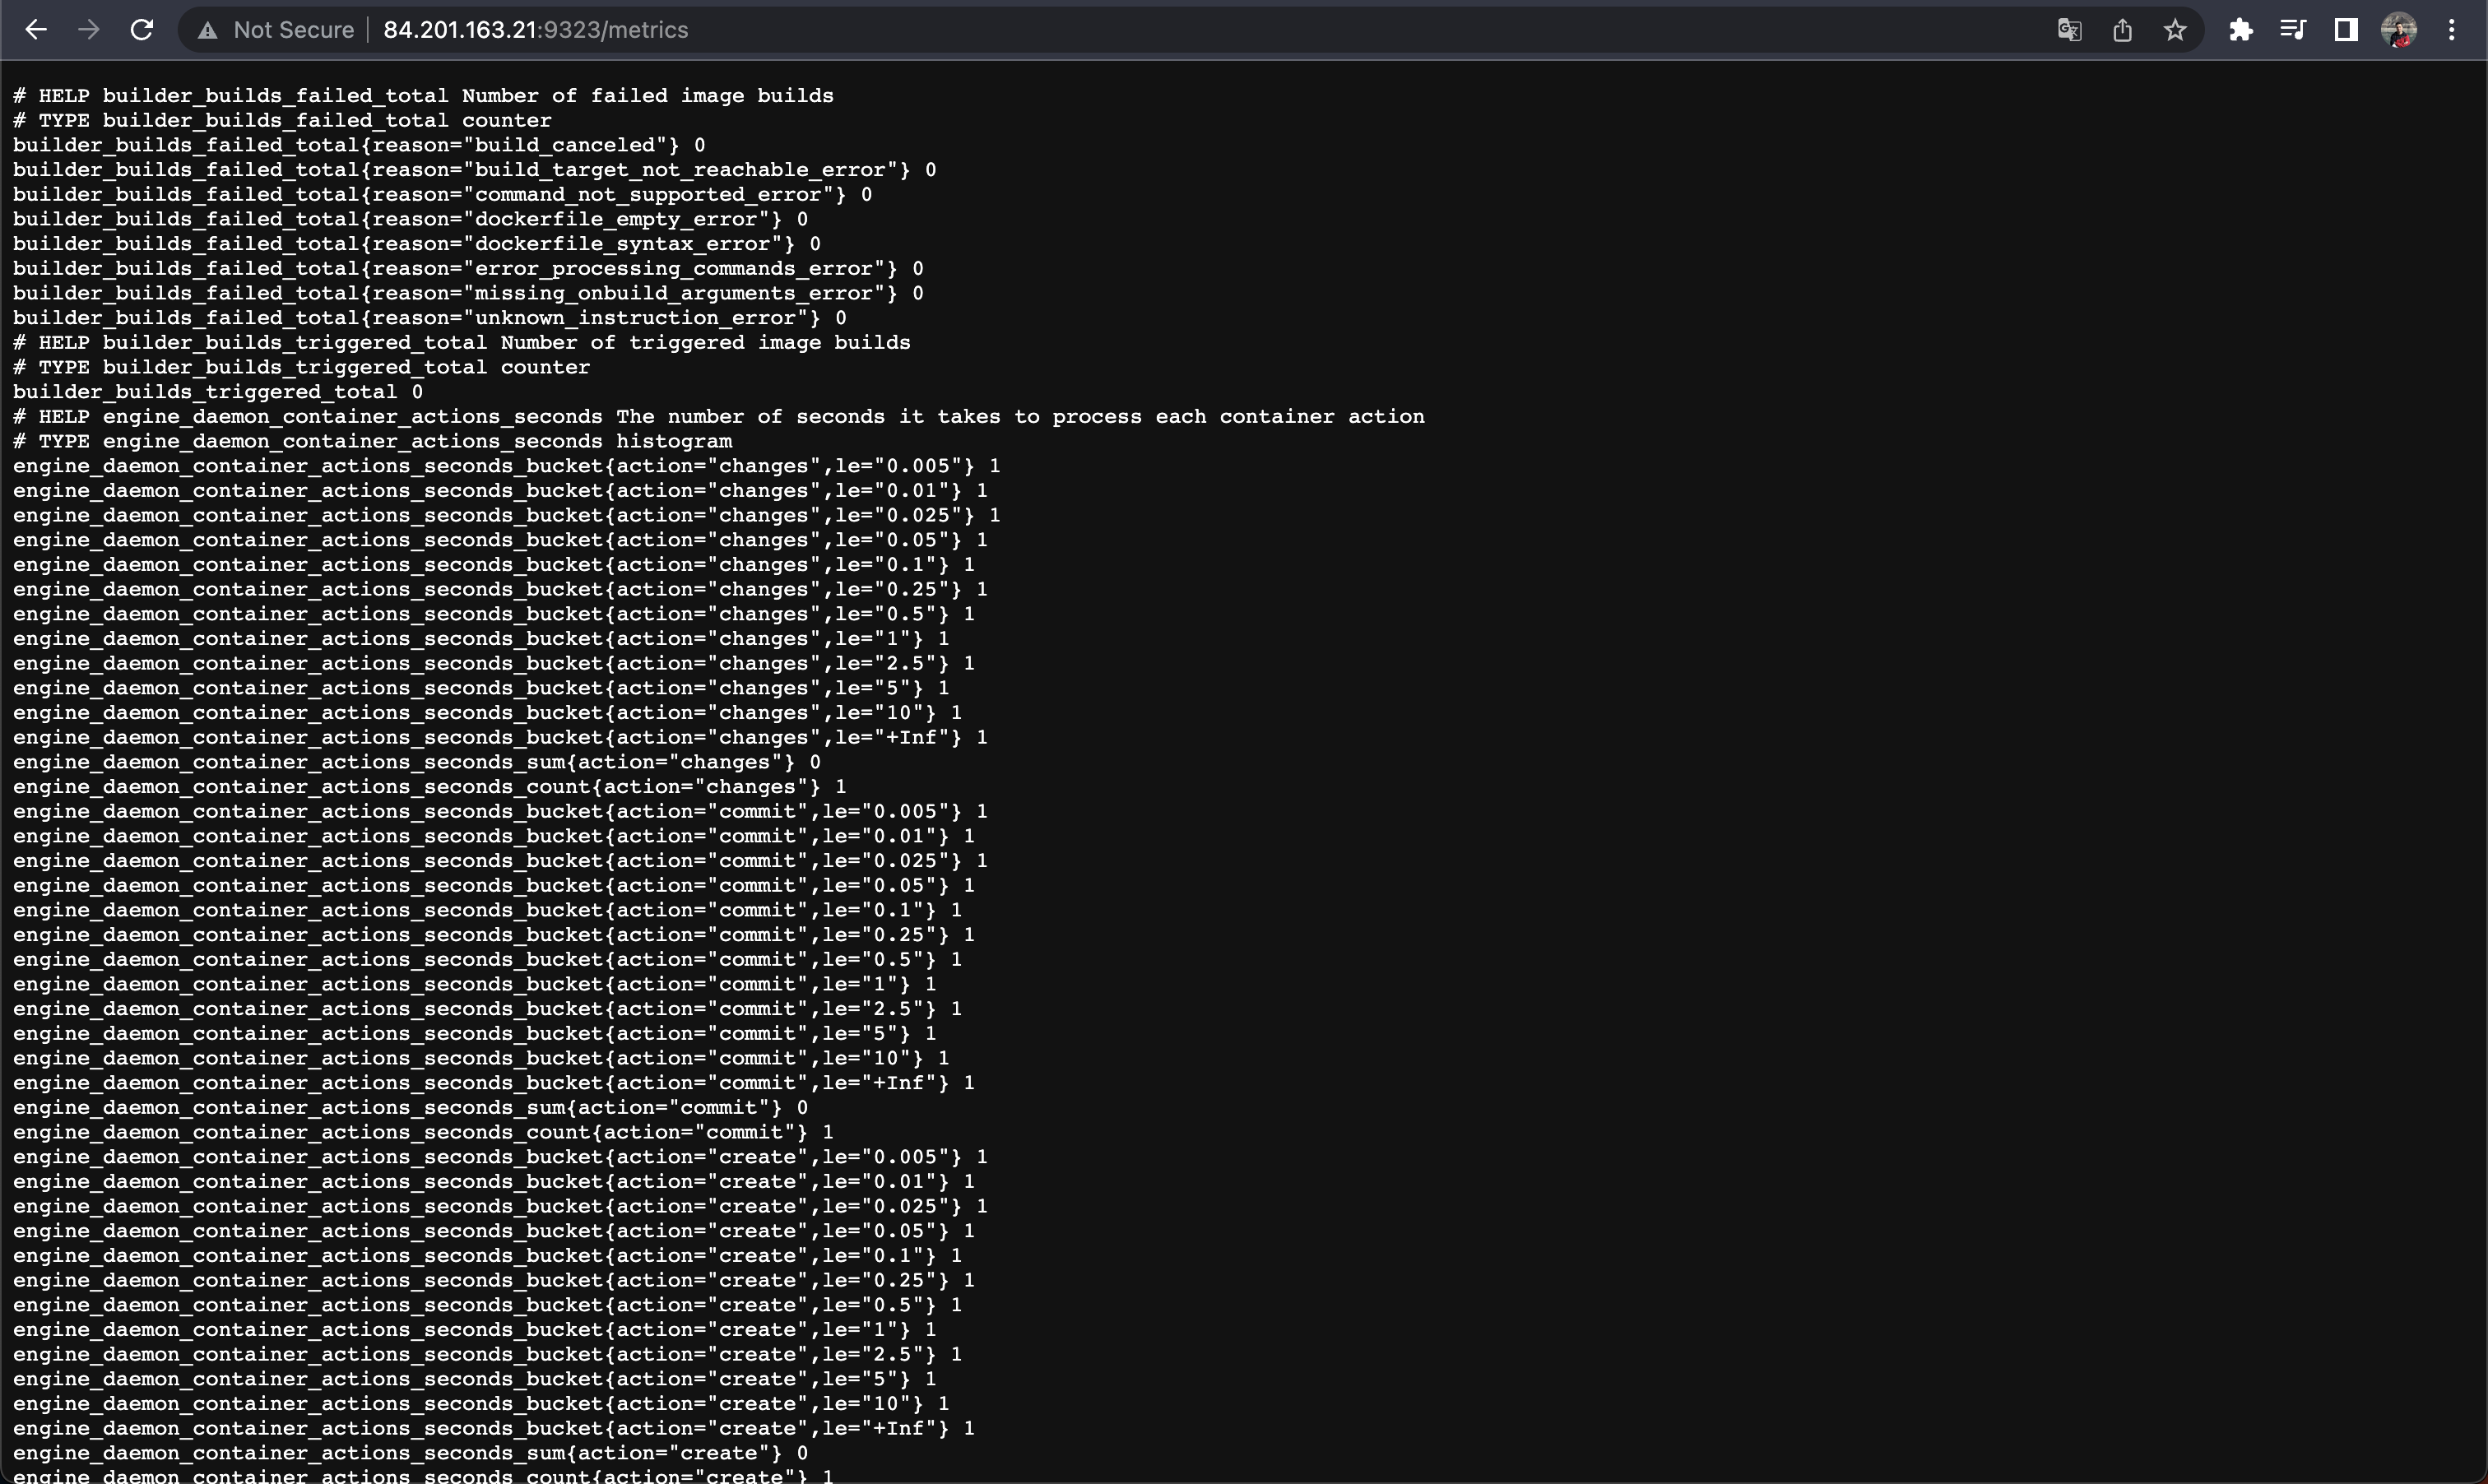 Not Secure 84.201.163.21:9323/metrics
# HELP builder_builds_failed_total Number of failed image builds
# TYPE builder_builds_failed_total counter
builder_builds_failed_total{reason="build_canceled"} 0
builder_builds_failed_total{reason="build_target_not_reachable_error"} 0
builder_builds_failed_total{reason="command_not_supported_error"} 0
builder_builds_failed_total{reason="dockerfile_empty_error"} 0
builder_builds_failed_total{reason="dockerfile_syntax_error"} 0
builder_builds_failed_total{reason="error_processing_commands_error"} 0
builder_builds_failed_total{reason="missing_onbuild_arguments_error"} 0
builder_builds_failed_total{reason="unknown_instruction_error"} 0
# HELP builder_builds_triggered_total Number of triggered image builds
# TYPE builder_builds_triggered_total counter
builder_builds_triggered_total 0
# HELP engine_daemon_container_actions_seconds The number of seconds it takes to process each container action
# TYPE engine_daemon_container_actions_seconds histogram
engine_daemon_container_actions_seconds_bucket{action="changes",le="0.005"} 1
engine_daemon_container_actions_seconds_bucket{action="changes",le="0.01"} 1
engine_daemon_container_actions_seconds_bucket{action="changes",le="0.025"} 1
engine_daemon_container_actions_seconds_bucket{action="changes",le="0.05"} 1
engine_daemon_container_actions_seconds_bucket{action="changes",le="0.1"} 1
engine_daemon_container_actions_seconds_bucket{action="changes",le="0.25"} 1
engine_daemon_container_actions_seconds_bucket{action="changes",le="0.5"} 1
engine_daemon_container_actions_seconds_bucket{action="changes",le="1"} 1
engine_daemon_container_actions_seconds_bucket{action="changes",le="2.5"} 1
engine_daemon_container_actions_seconds_bucket{action="changes",le="5"} 1
engine_daemon_container_actions_seconds_bucket{action="changes",le="10"} 1
engine_daemon_container_actions_seconds_bucket{action="changes",le="+Inf"} 1
engine_daemon_container_actions_seconds_sum{action="changes"} 0
engine_daemon_container_actions_seconds_count{action="changes"} 1
engine_daemon_container_actions_seconds_bucket{action="commit",le="0.005"} 1
engine_daemon_container_actions_seconds_bucket{action="commit",le="0.01"} 1
engine_daemon_container_actions_seconds_bucket{action="commit",le="0.025"} 1
engine_daemon_container_actions_seconds_bucket{action="commit",le="0.05"} 1
engine_daemon_container_actions_seconds_bucket{action="commit",le="0.1"} 1
engine_daemon_container_actions_seconds_bucket{action="commit",le="0.25"} 1
engine_daemon_container_actions_seconds_bucket{action="commit",le="0.5"} 1
engine_daemon_container_actions_seconds_bucket{action="commit",le="1"} 1
engine_daemon_container_actions_seconds_bucket{action="commit",le="2.5"} 1
engine_daemon_container_actions_seconds_bucket{action="commit",le="5"} 1
engine_daemon_container_actions_seconds_bucket{action="commit",le="10"} 1
engine_daemon_container_actions_seconds_bucket{action="commit",le="+Inf"} 1
engine_daemon_container_actions_seconds_sum{action="commit"} 0
engine_daemon_container_actions_seconds_count{action="commit"} 1
engine_daemon_container_actions_seconds_bucket{action="create",le="0.005"} 1
engine_daemon_container_actions_seconds_bucket{action="create",le="0.01"} 1
engine_daemon_container_actions_seconds_bucket{action="create",le="0.025"} 1
engine_daemon_container_actions_seconds_bucket{action="create",le="0.05"} 1
engine_daemon_container_actions_seconds_bucket{action="create",le="0.1"} 1
engine_daemon_container_actions_seconds_bucket{action="create",le="0.25"} 1
engine_daemon_container_actions_seconds_bucket{action="create",le="0.5"} 1
engine_daemon_container_actions_seconds_bucket{action="create",le="1"} 1
engine_daemon_container_actions_seconds_bucket{action="create",le="2.5"} 1
engine_daemon_container_actions_seconds_bucket{action="create",le="5"} 1
engine_daemon_container_actions_seconds_bucket{action="create",le="10"} 1
engine_daemon_container_actions_seconds_bucket{action="create",le="+Inf"} 1
engine_daemon_container_actions_seconds_sum{action="create"} 0
engine_daemon_container_actions_seconds_count{action="create"} 1